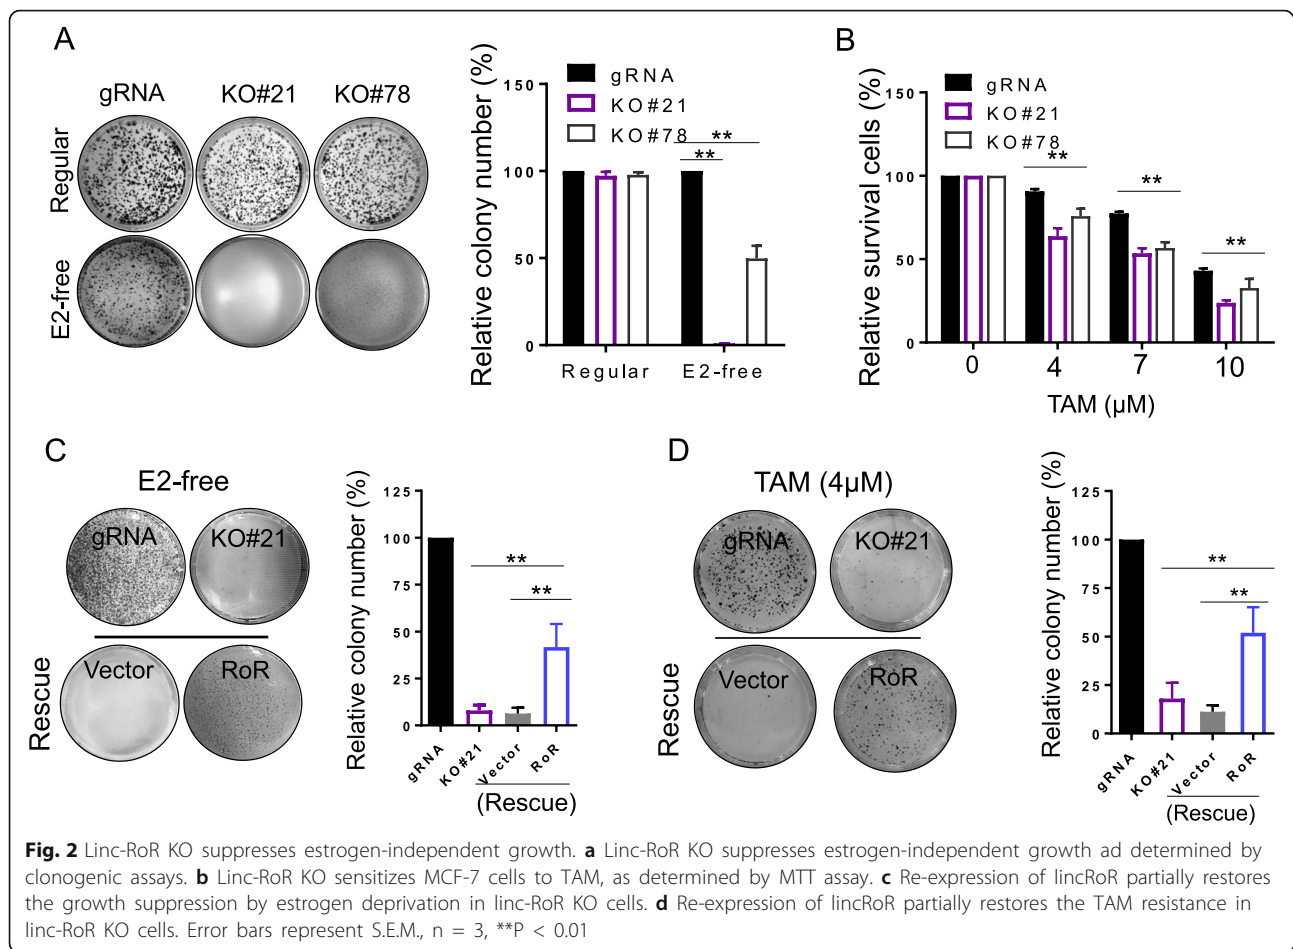 A
gRNA
KO#21
KO#78
Regular
E2-free
Relative colony number (%)
150
100
50
0
gRNA
KO#21
KO#78
**
**
Regular
E2-free
B
Relative survival cells (%)
150
100
50
0
gRNA
KO#21
KO#78
**
**
**
0
4
7
10
TAM (µM)
C
E2-free
gRNA
KO#21
Rescue
Vector
RoR
Relative colony number (%)
125
100
75
50
25
0
**
**
gRNA
KO#21
Vector
RoR
(Rescue)
D
TAM (4µM)
gRNA
KO#21
Rescue
Vector
RoR
Relative colony number (%)
125
100
75
50
25
0
**
**
gRNA
KO#21
Vector
RoR
(Rescue)
Fig. 2 Linc-RoR KO suppresses estrogen-independent growth. a Linc-RoR KO suppresses estrogen-independent growth ad determined by
clonogenic assays. b Linc-RoR KO sensitizes MCF-7 cells to TAM, as determined by MTT assay. c Re-expression of lincRoR partially restores
the growth suppression by estrogen deprivation in linc-RoR KO cells. d Re-expression of lincRoR partially restores the TAM resistance in
linc-RoR KO cells. Error bars represent S.E.M., n = 3, **P < 0.01